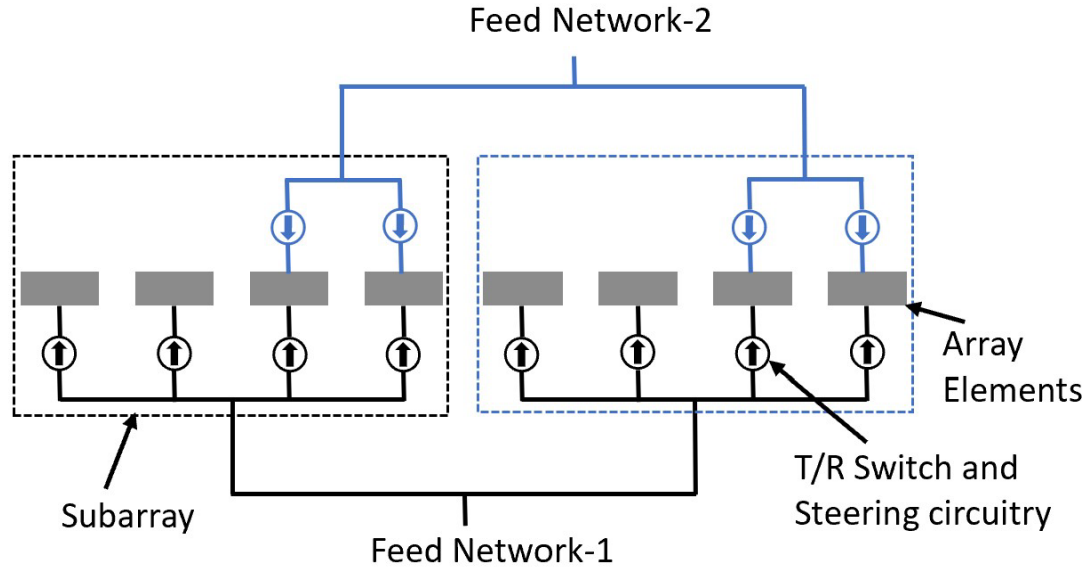 Feed Network-2
Array
Elements
T/R Switch and
Steering circuitry
Subarray
Feed Network-1